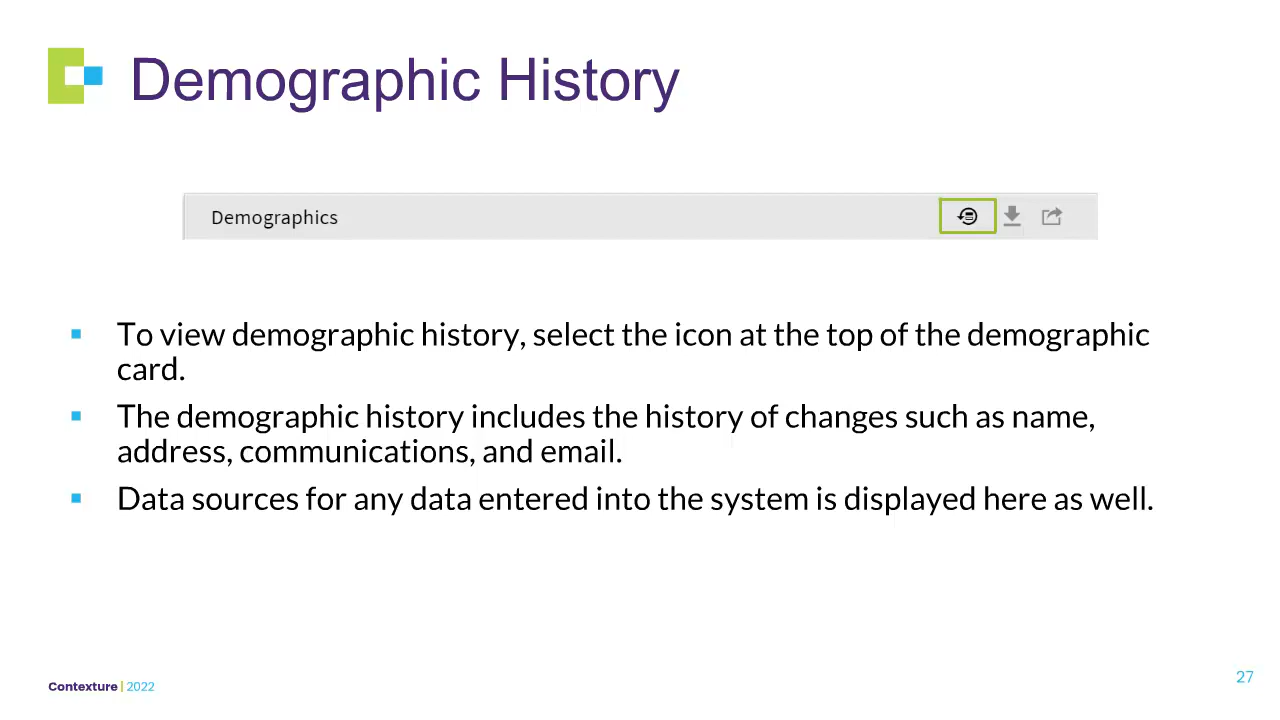 Demographic History
Demographics
To view demographic history, select the icon at the top of the demographic
card.
The demographic history includes the history of changes such as name,
address, communications, and email.
Data sources for any data entered into the system is displayed here as well.
Contexture | 2022
27